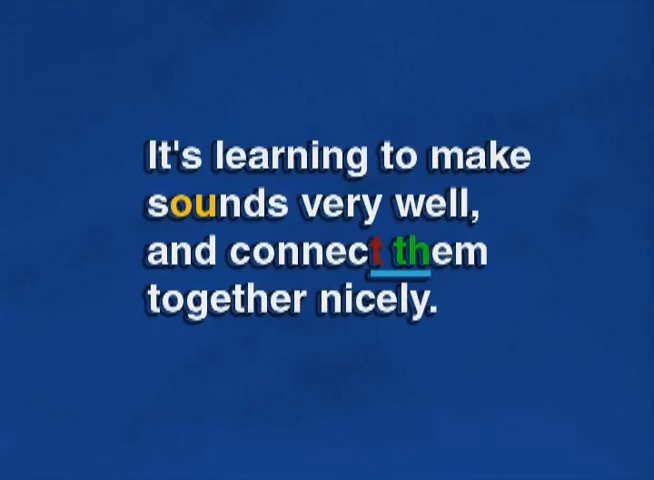 It's learning to make
sounds very well,
and connect them
together nicely.